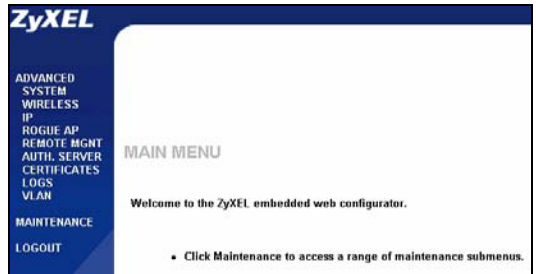 ZyXEL
ADVANCED
SYSTEM
WIRELESS
IP
ROGUE AP
REMOTE MGNT
AUTH. SERVER
CERTIFICATES
LOGS
VLAN
MAINTENANCE
LOGOUT
MAIN MENU
Welcome to the ZyXEL embedded web configurator.
• Click Maintenance to access a range of maintenance submenus.